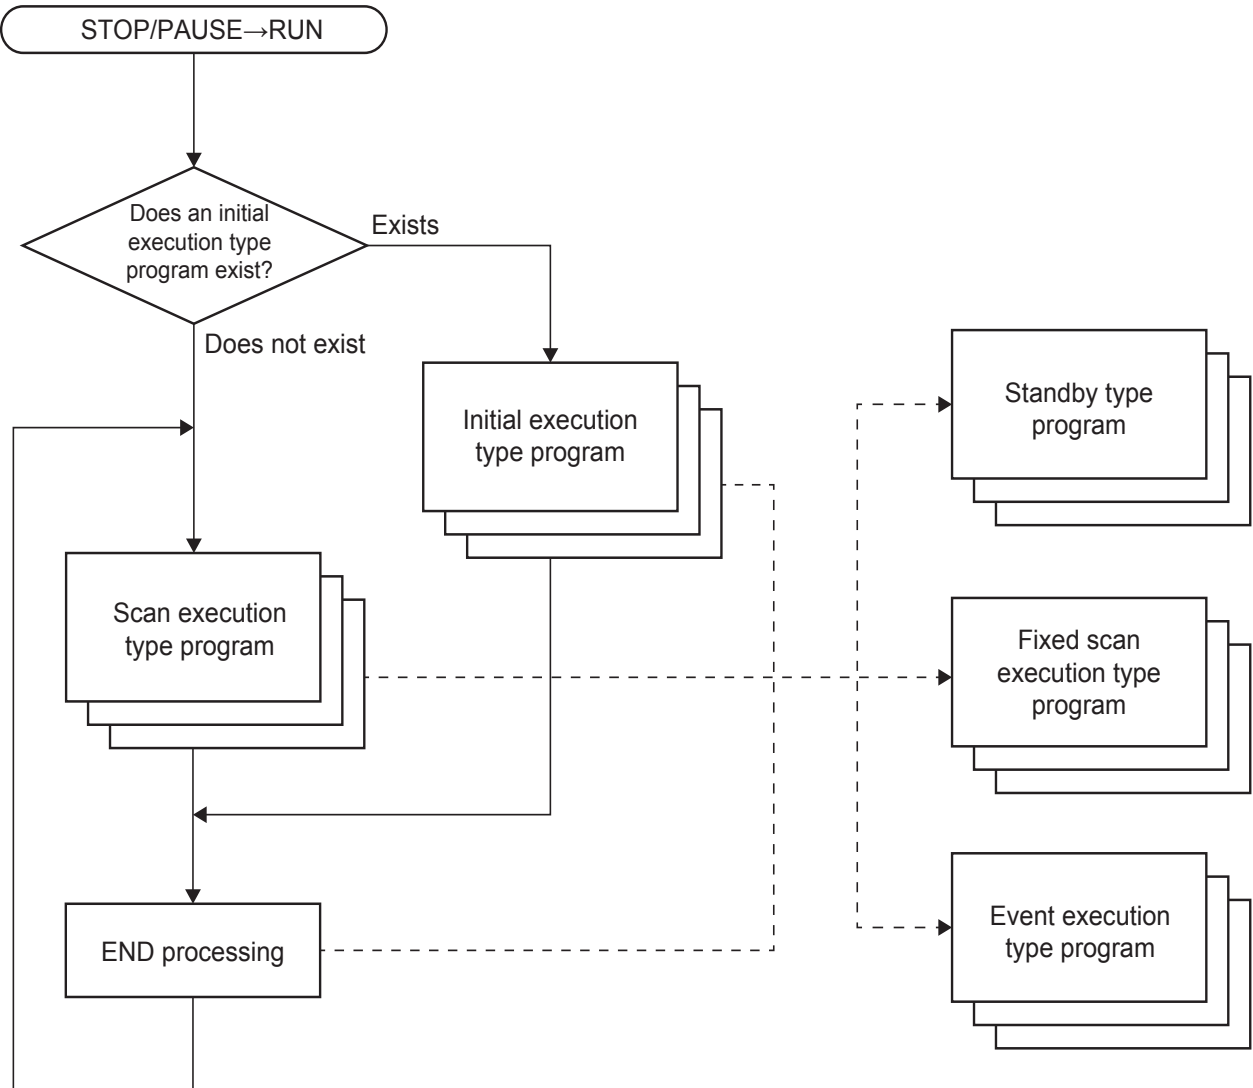 STOP/PAUSE→RUN
Does an initial
execution type
program exist?
Exists
Does not exist
Initial execution
type program
Standby type
program
Scan execution
type program
Fixed scan
execution type
program
END processing
Event execution
type program